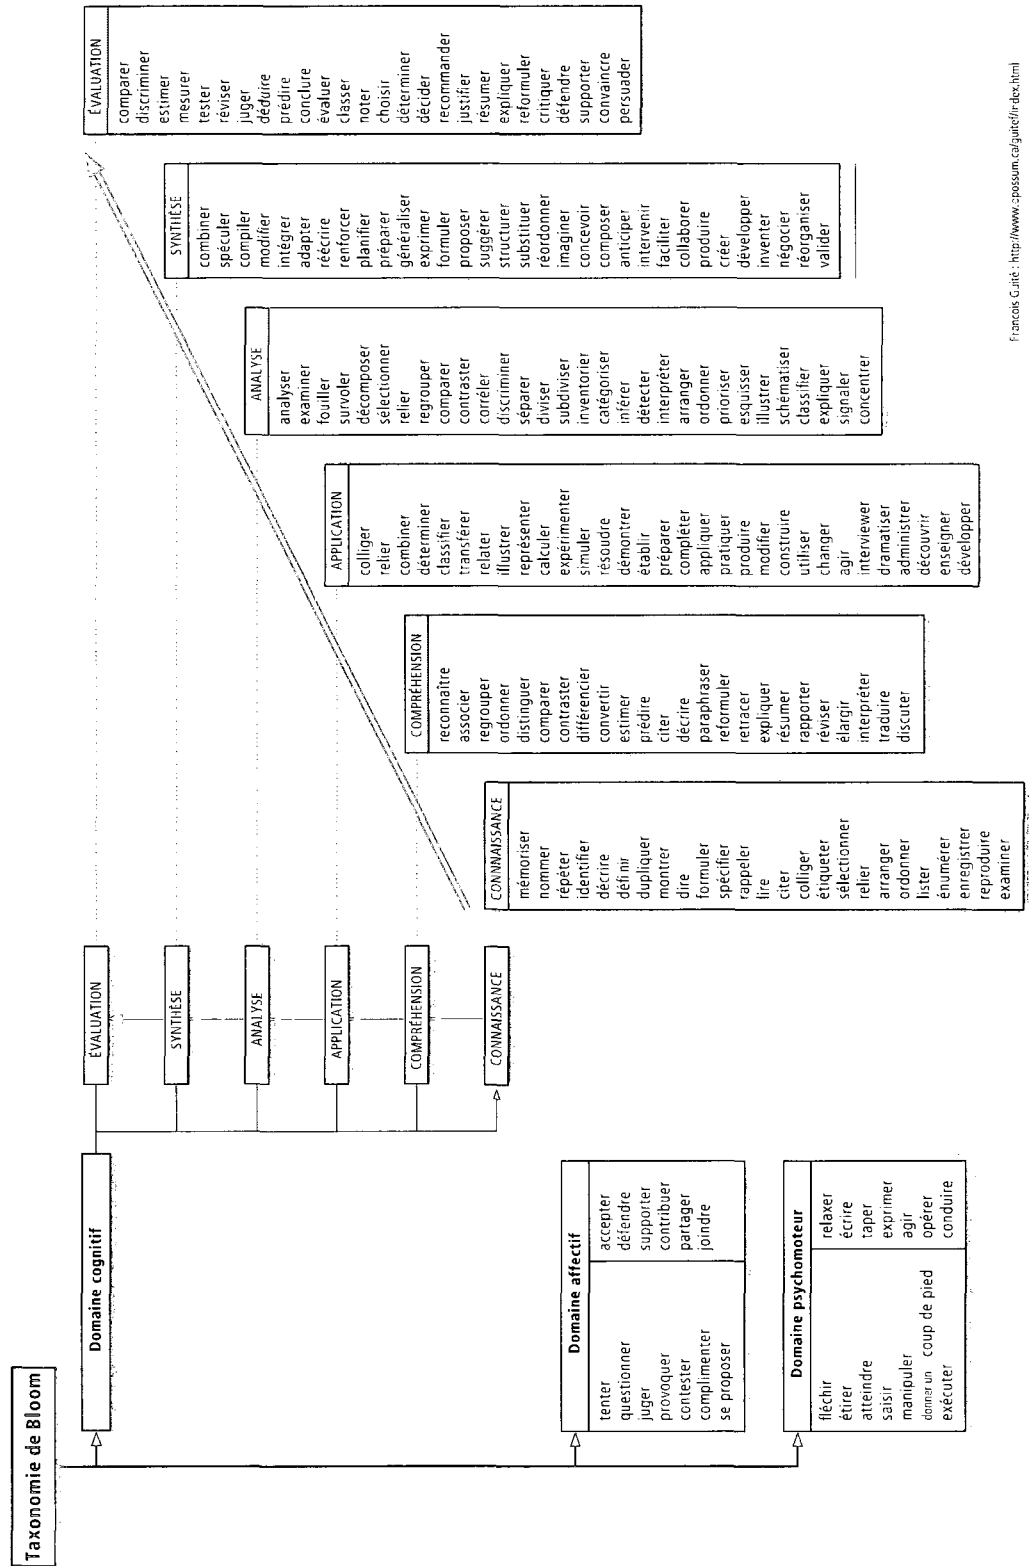 Taxonomie de Bloom
Domaine cognitif
ÉVALUATION
SYNTHÈSE
ANALYSE
APPLICATION
COMPRÉHENSION
CONNAISSANCE
ÉVALUATION
comparer
discriminer
estimer
mesurer
tester
réviser
juger
déduire
prédire
conclure
évaluer
classer
noter
choisir
déterminer
décider
recommander
justifier
résumer
expliquer
reformuler
critiquer
défendre
supporter
convaincre
persuader
SYNTHÈSE
combiner
spéculer
compiler
modifier
intégrer
adapter
réécrire
renforcer
planifier
préparer
généraliser
exprimer
formuler
proposer
suggérer
structurer
substituer
réordonner
imaginer
concevoir
composer
anticiper
intervenir
faciliter
collaborer
produire
créer
développer
inventer
négocier
réorganiser
valider
ANALYSE
analyser
examiner
fouiller
survoler
décomposer
sélectionner
relier
regrouper
comparer
contraster
corréler
discriminer
séparer
diviser
subdiviser
inventorier
catégoriser
inférer
détecter
interpréter
arranger
ordonner
prioriser
esquisser
illustrer
schématiser
classifier
expliquer
signaler
concentrer
APPLICATION
colliger
relier
combiner
déterminer
classifier
transférer
relater
illustrer
représenter
calculer
expérimenter
simuler
résoudre
démontrer
établir
préparer
compléter
appliquer
pratiquer
produire
modifier
construire
utiliser
changer
agir
interviewer
dramatiser
administrer
découvrir
enseigner
développer
COMPRÉHENSION
reconnaître
associer
regrouper
ordonner
distinguer
comparer
contraster
différencier
convertir
estimer
prédire
citer
décrire
paraphraser
reformuler
retracer
expliquer
résumer
rapporter
réviser
élargir
interpréter
traduire
discuter
CONNNAISSANCE
mémoriser
nommer
répéter
identifier
décrire
définir
dupliquer
montrer
dire
formuler
spécifier
rappeler
lire
citer
colliger
étiqueter
sélectionner
relier
arranger
ordonner
lister
énumérer
enregistrer
reproduire
examiner
Domaine affectif
tenter
questionner
juger
provoquer
contester
complimenter
se proposer
accepter
défendre
supporter
contribuer
partager
joindre
Domaine psychomoteur
fléchir
étirer
atteindre
saisir
manipuler
donner un coup de pied
exécuter
relaxer
écrire
taper
exprimer
agir
opérer
conduire
Francois Guité : http://www.opossum.ca/guitef/index.html